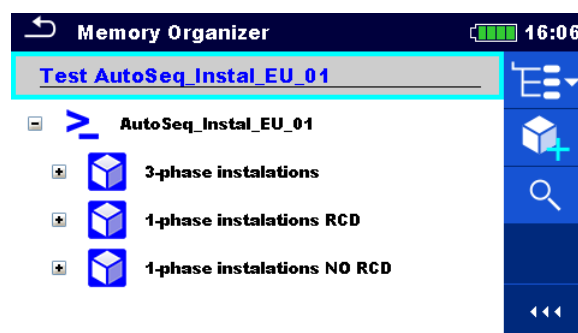 Memory Organizer
16:06
Test AutoSeq_Instal_EU_01
AutoSeq_Instal_EU_01
3-phase instalations
1-phase instalations RCD
1-phase instalations NO RCD